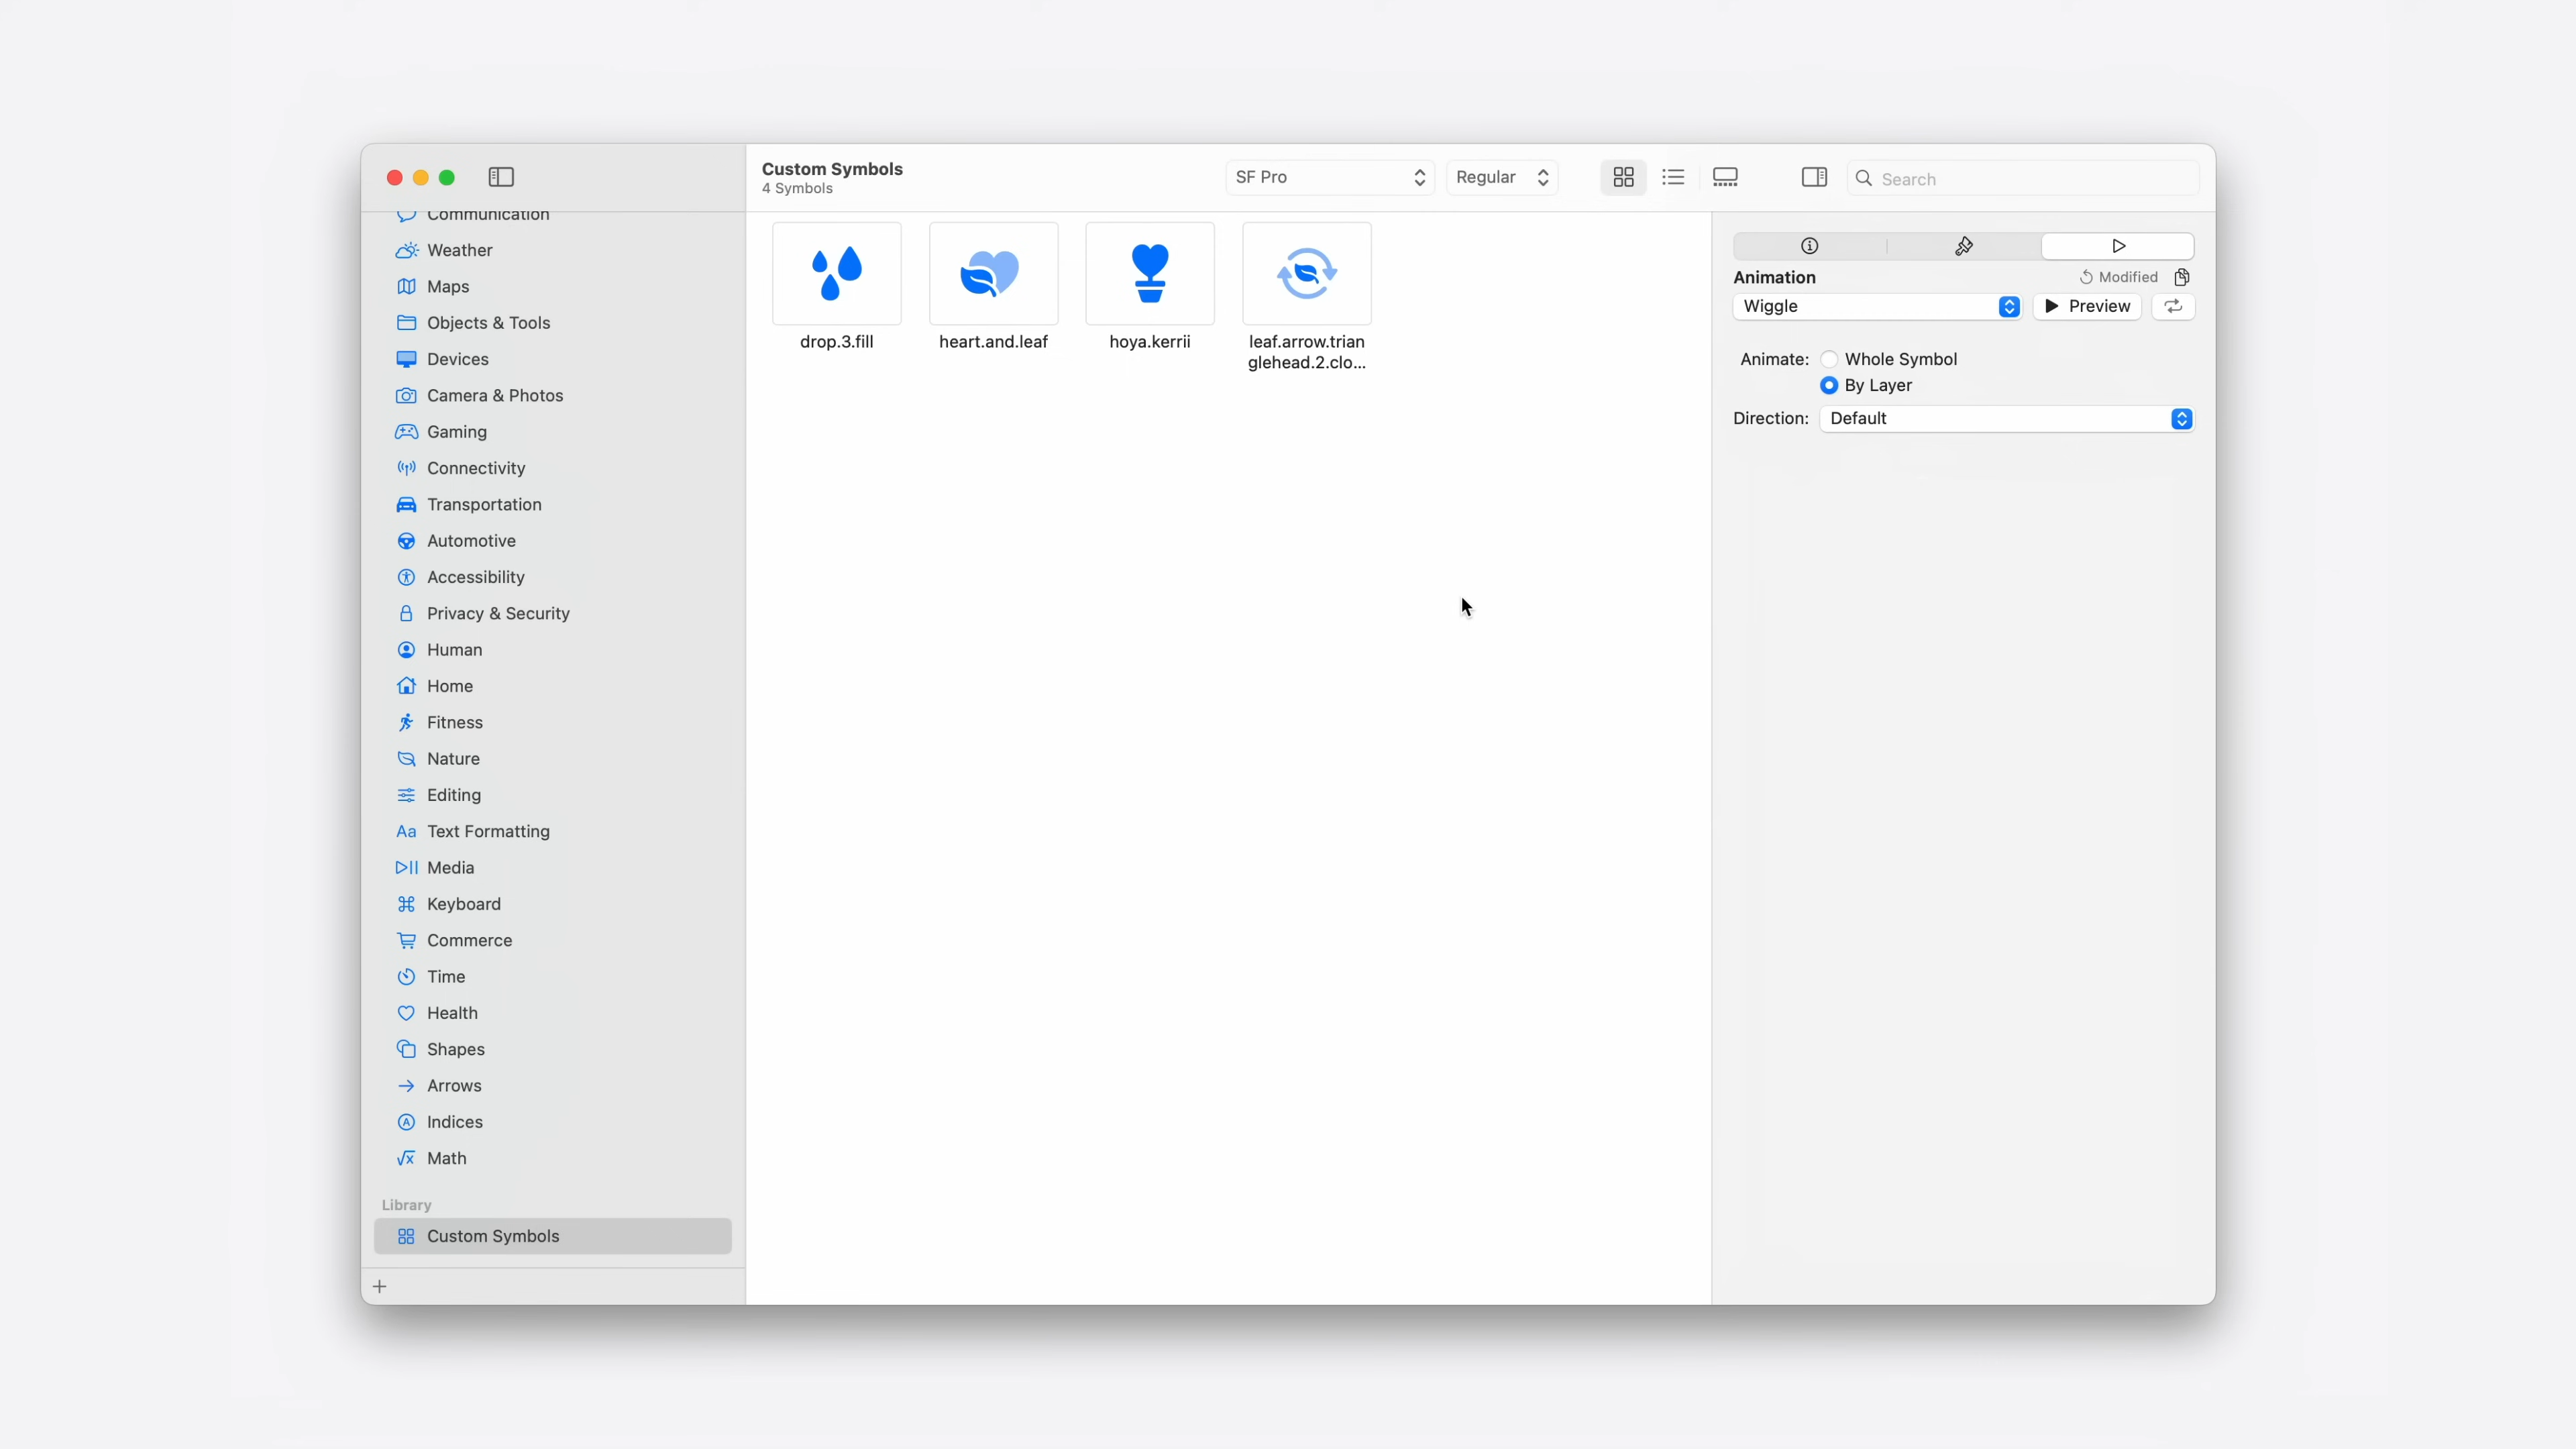 Custom Symbols
4 Symbols
SF Pro
Regular
Search
Communication
Weather
Maps
Objects & Tools
Devices
Camera & Photos
Gaming
Connectivity
Transportation
Automotive
Accessibility
Privacy & Security
Human
Home
Fitness
Nature
Editing
Aa Text Formatting
Media
Keyboard
Commerce
Time
Health
Shapes
Arrows
A Indices
√x Math
Library
Custom Symbols
drop.3.fill
heart.and.leaf
hoya.kerrii
leaf.arrow.trian
glehead.2.clo...
Animation
Modified
Wiggle
Preview
Animate: Whole Symbol
By Layer
Direction: Default